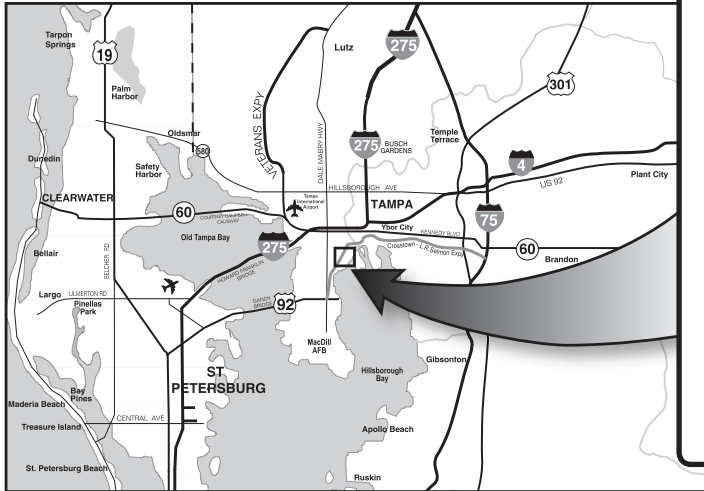 Tarpon
Springs
19
Palm
Harbor
Lutz
275
301
VETERANS EXPY
DALE MABRY HWY
Oldsmar
580
275
BUSCH
GARDENS
Temple
Terrace
4
US 92
Plant City
Dunedin
Safety
Harbor
HILLSBOROUGH AVE
Tampa
International
Airport
TAMPA
75
CLEARWATER
60
COURTNEY CAMPBELL
CAUSEWAY
Old Tampa Bay
Ybor City
KENNEDY BLVD
60
Brandon
Crosstown - L.R.Selmon Expy
275
HOWARD FRANKLIN
BRIDGE
BELCHER RD
Bellair
Largo
ULMERTON RD
Pinellas
Park
GANDY
BRIDGE
92
MacDill
AFB
Gibsonton
Hillsborough
Bay
ST
PETERSBURG
Bay
Pines
Maderia Beach
CENTRAL AVE
Treasure Island
Apollo Beach
St. Petersburg Beach
Ruskin